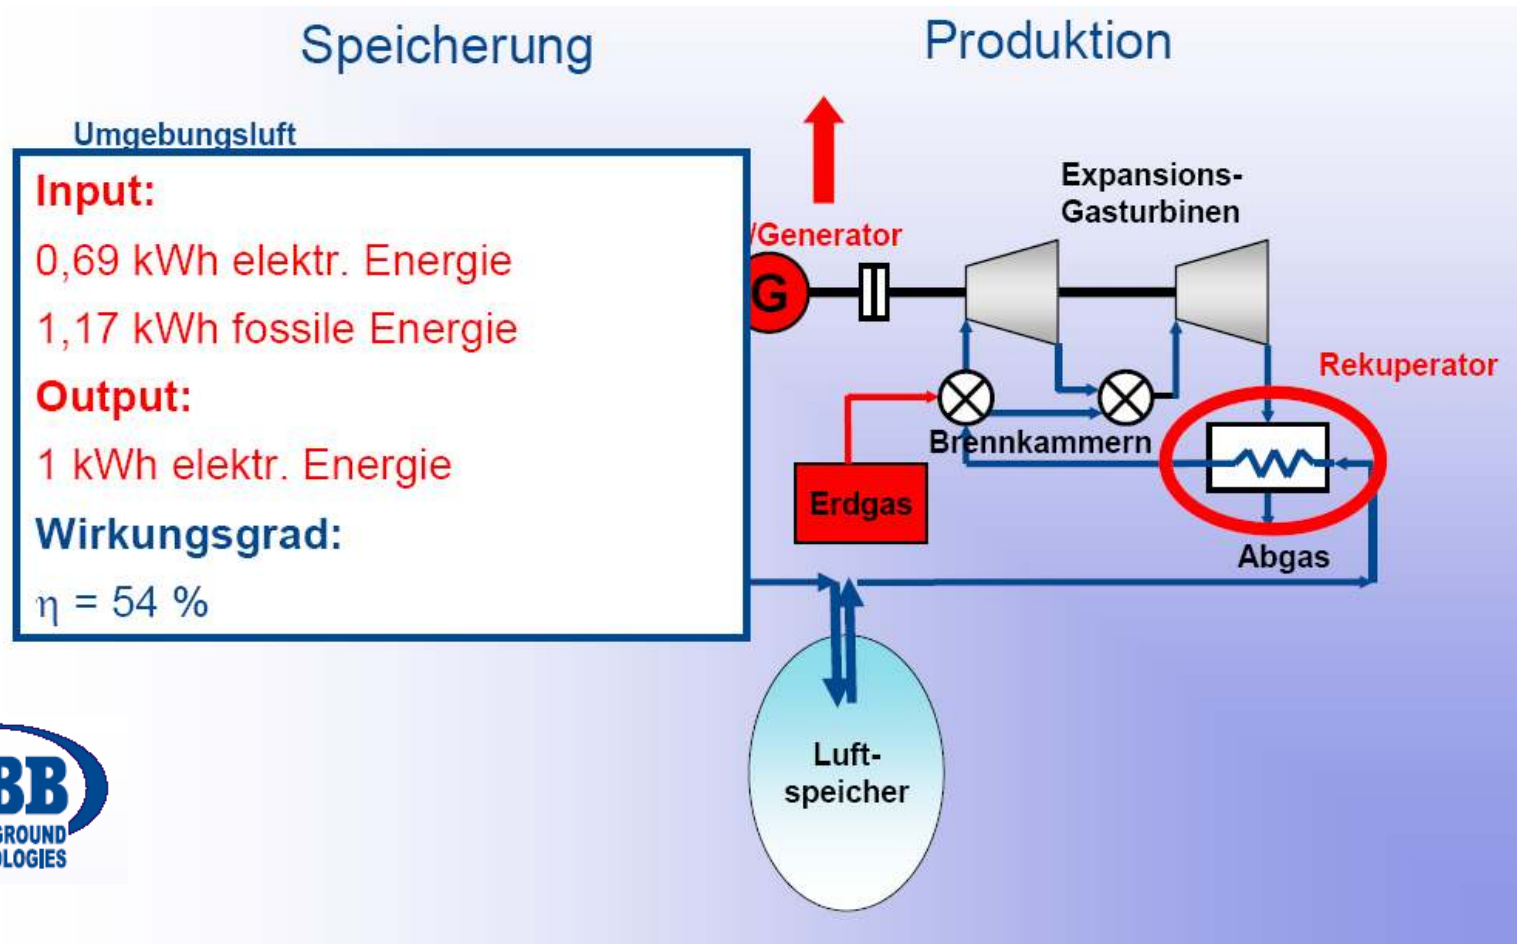 Speicherung
Produktion
Umgebungsluft
Input:
0,69 kWh elektr. Energie
1,17 kWh fossile Energie
Output:
1 kWh elektr. Energie
Wirkungsgrad:
η = 54 %
/Generator
G
Expansions-
Gasturbinen
Rekuperator
Brennkammern
Erdgas
Abgas
Luft-
speicher
BB
GROUND
OLOGIES